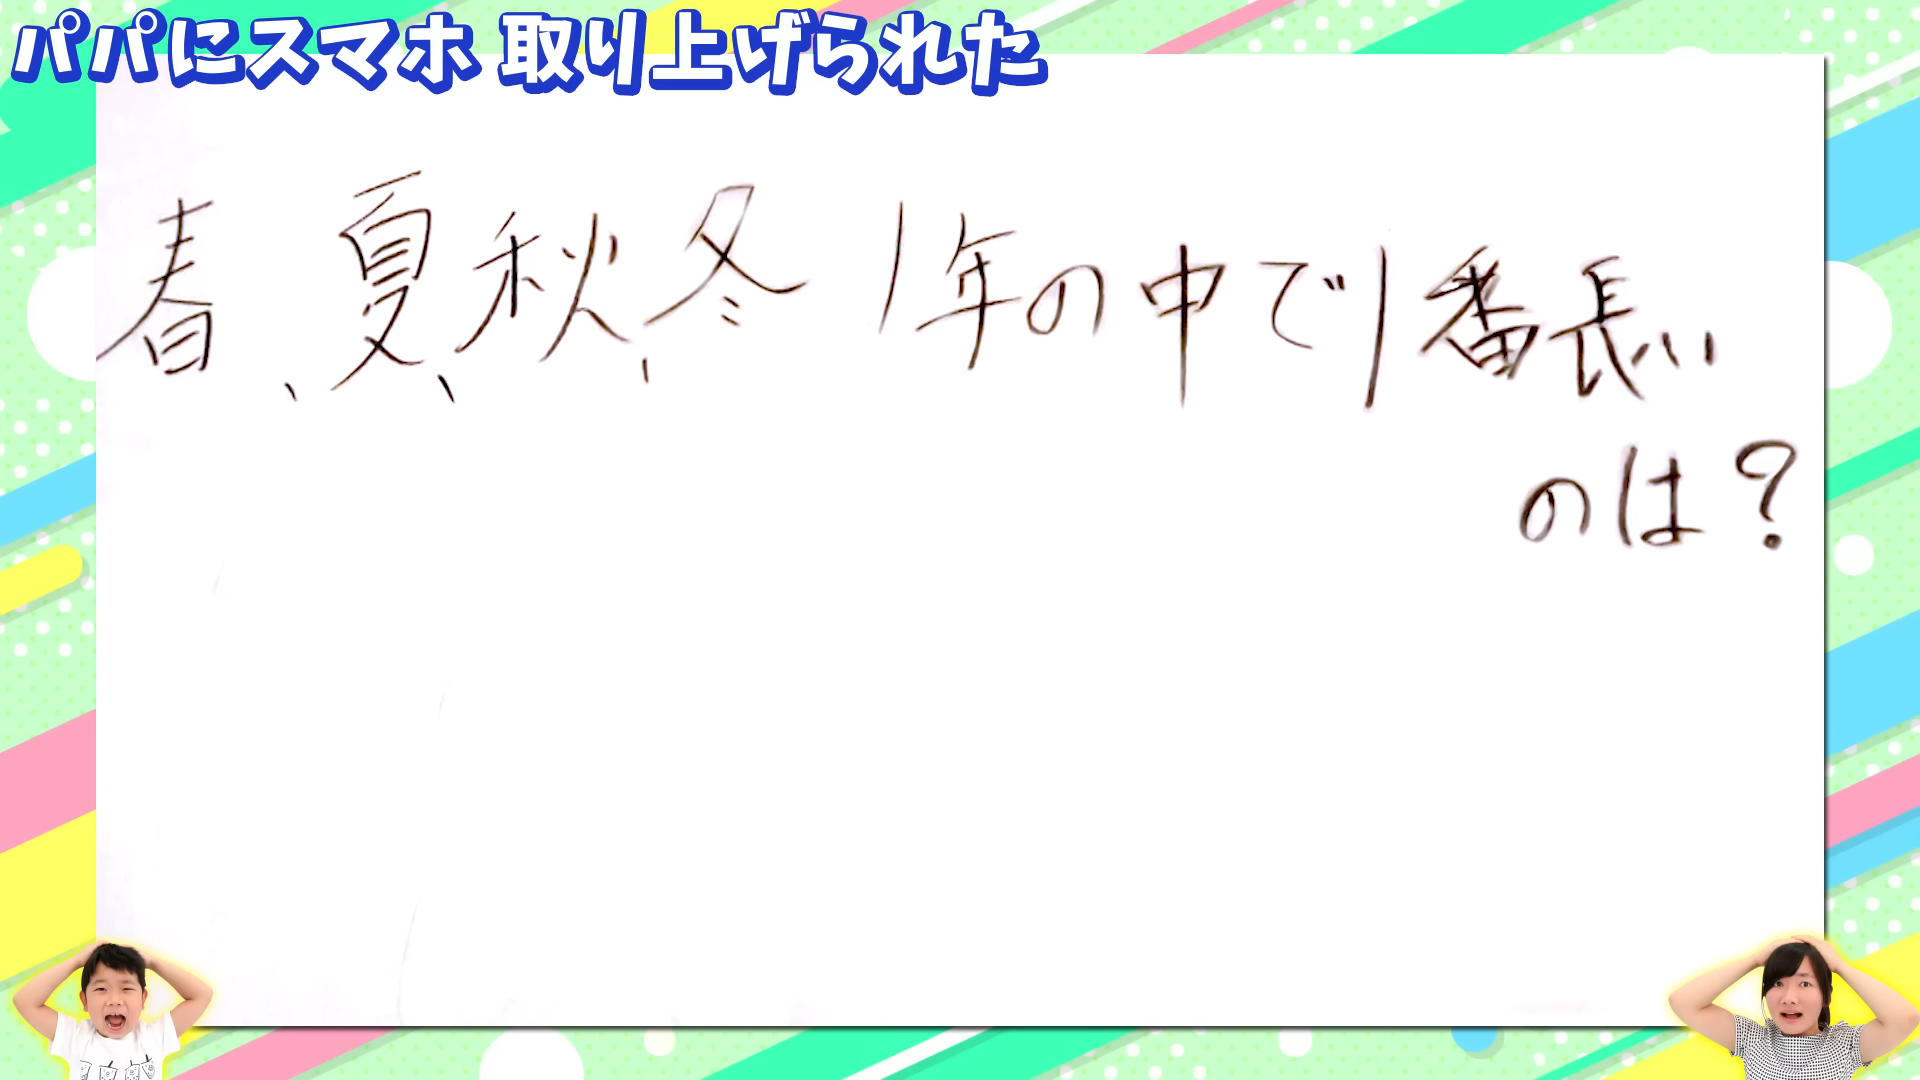 パパにスマホ 取り上げられた
春、夏、秋、冬 1年の中で1番長い
のは?